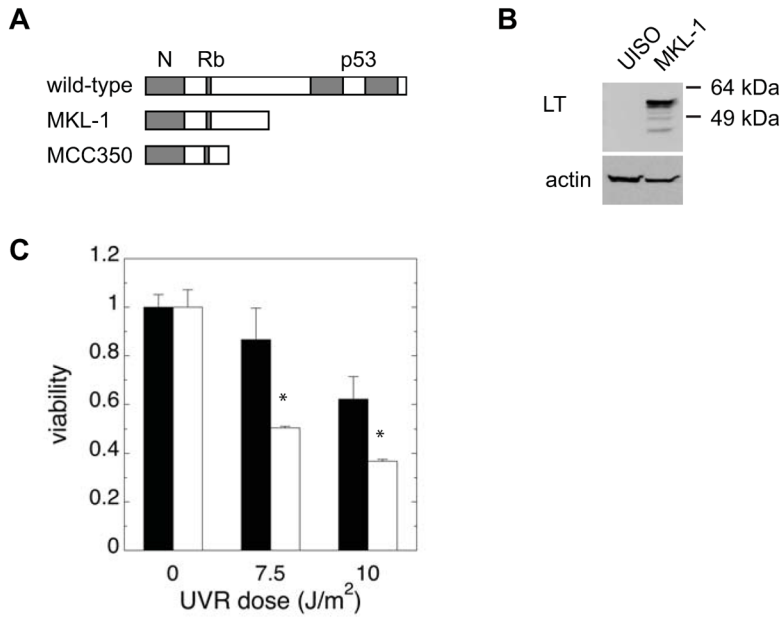 A
N Rb p53
wild-type
MKL-1
MCC350
B
UISO MKL-1
LT
64 kDa
49 kDa
actin
C
1.2
1
0.8
0.6
0.4
0.2
0
viability
* *
0 7.5 10
UVR dose (J/m²)